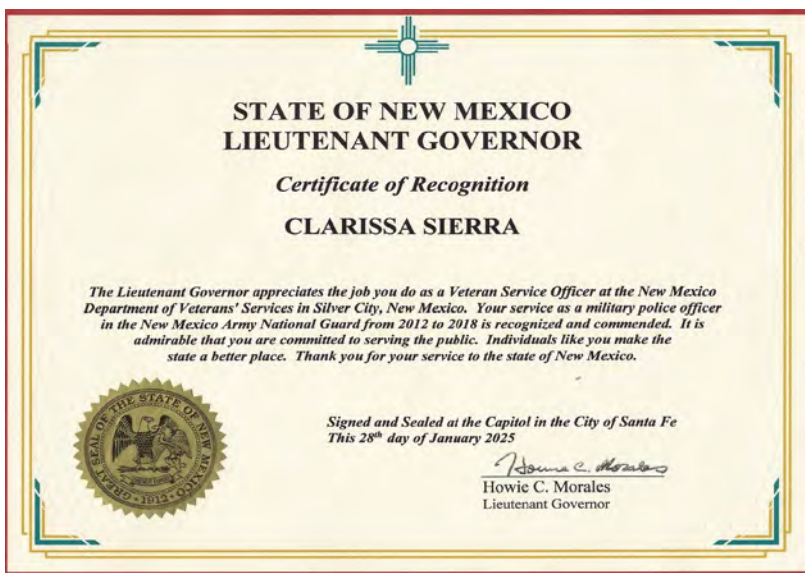 STATE OF NEW MEXICO
LIEUTENANT GOVERNOR
Certificate of Recognition
CLARISSA SIERRA
The Lieutenant Governor appreciates the job you do as a Veteran Service Officer at the New Mexico
Department of Veterans' Services in Silver City, New Mexico. Your service as a military police officer
in the New Mexico Army National Guard from 2012 to 2018 is recognized and commended. It is
admirable that you are committed to serving the public. Individuals like you make the
state a better place. Thank you for your service to the state of New Mexico.
GREAT SEAL OF THE STATE OF NEW MEXICO
•1912•
Signed and Sealed at the Capitol in the City of Santa Fe
This 28th day of January 2025
Howie C. Morales
Howie C. Morales
Lieutenant Governor